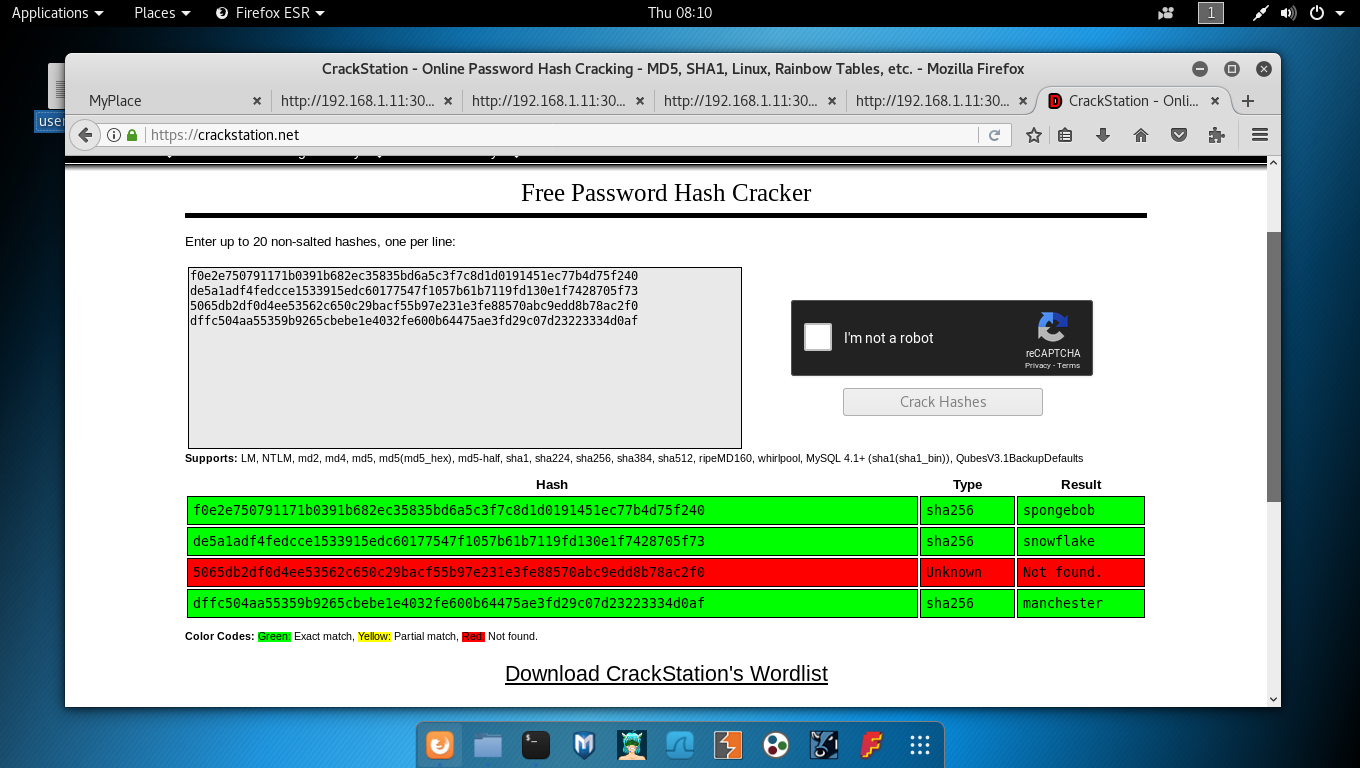 Applications Places Firefox ESR Thu 08:10 1
CrackStation - Online Password Hash Cracking - MD5, SHA1, Linux, Rainbow Tables, etc. - Mozilla Firefox
MyPlace http://192.168.1.11:30... http://192.168.1.11:30... http://192.168.1.11:30... http://192.168.1.11:30... CrackStation - Onli...
user
https://crackstation.net
Free Password Hash Cracker
Enter up to 20 non-salted hashes, one per line:
f0e2e750791171b0391b682ec35835bd6a5c3f7c8d1d0191451ec77b4d75f240
de5a1adf4fedcce1533915edc60177547f1057b61b7119fd130e1f7428705f73
5065db2df0d4ee53562c650c29bacf55b97e231e3fe88570abc9edd8b78ac2f0
dffc504aa55359b9265cbebe1e4032fe600b64475ae3fd29c07d23223334d0af
I'm not a robot
reCAPTCHA
Privacy - Terms
Crack Hashes
Supports: LM, NTLM, md2, md4, md5, md5(md5_hex), md5-half, sha1, sha224, sha256, sha384, sha512, ripeMD160, whirlpool, MySQL 4.1+ (sha1(sha1_bin)), QubesV3.1BackupDefaults
Hash Type Result
f0e2e750791171b0391b682ec35835bd6a5c3f7c8d1d0191451ec77b4d75f240 sha256 spongebob
de5a1adf4fedcce1533915edc60177547f1057b61b7119fd130e1f7428705f73 sha256 snowflake
5065db2df0d4ee53562c650c29bacf55b97e231e3fe88570abc9edd8b78ac2f0 Unknown Not found.
dffc504aa55359b9265cbebe1e4032fe600b64475ae3fd29c07d23223334d0af sha256 manchester
Color Codes: Green: Exact match, Yellow: Partial match, Red: Not found.
Download CrackStation's Wordlist